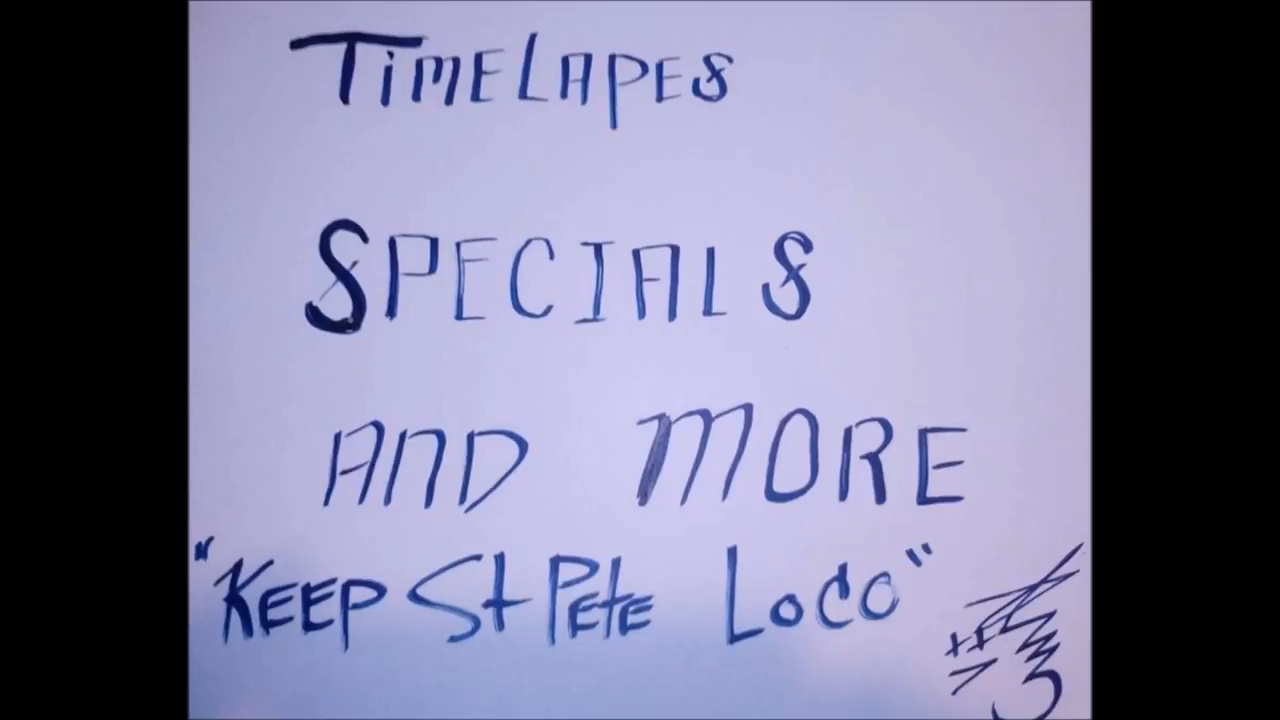 TimELAPES
SPECIALS
AND MORE
"KEEP St PEtE LoCo"